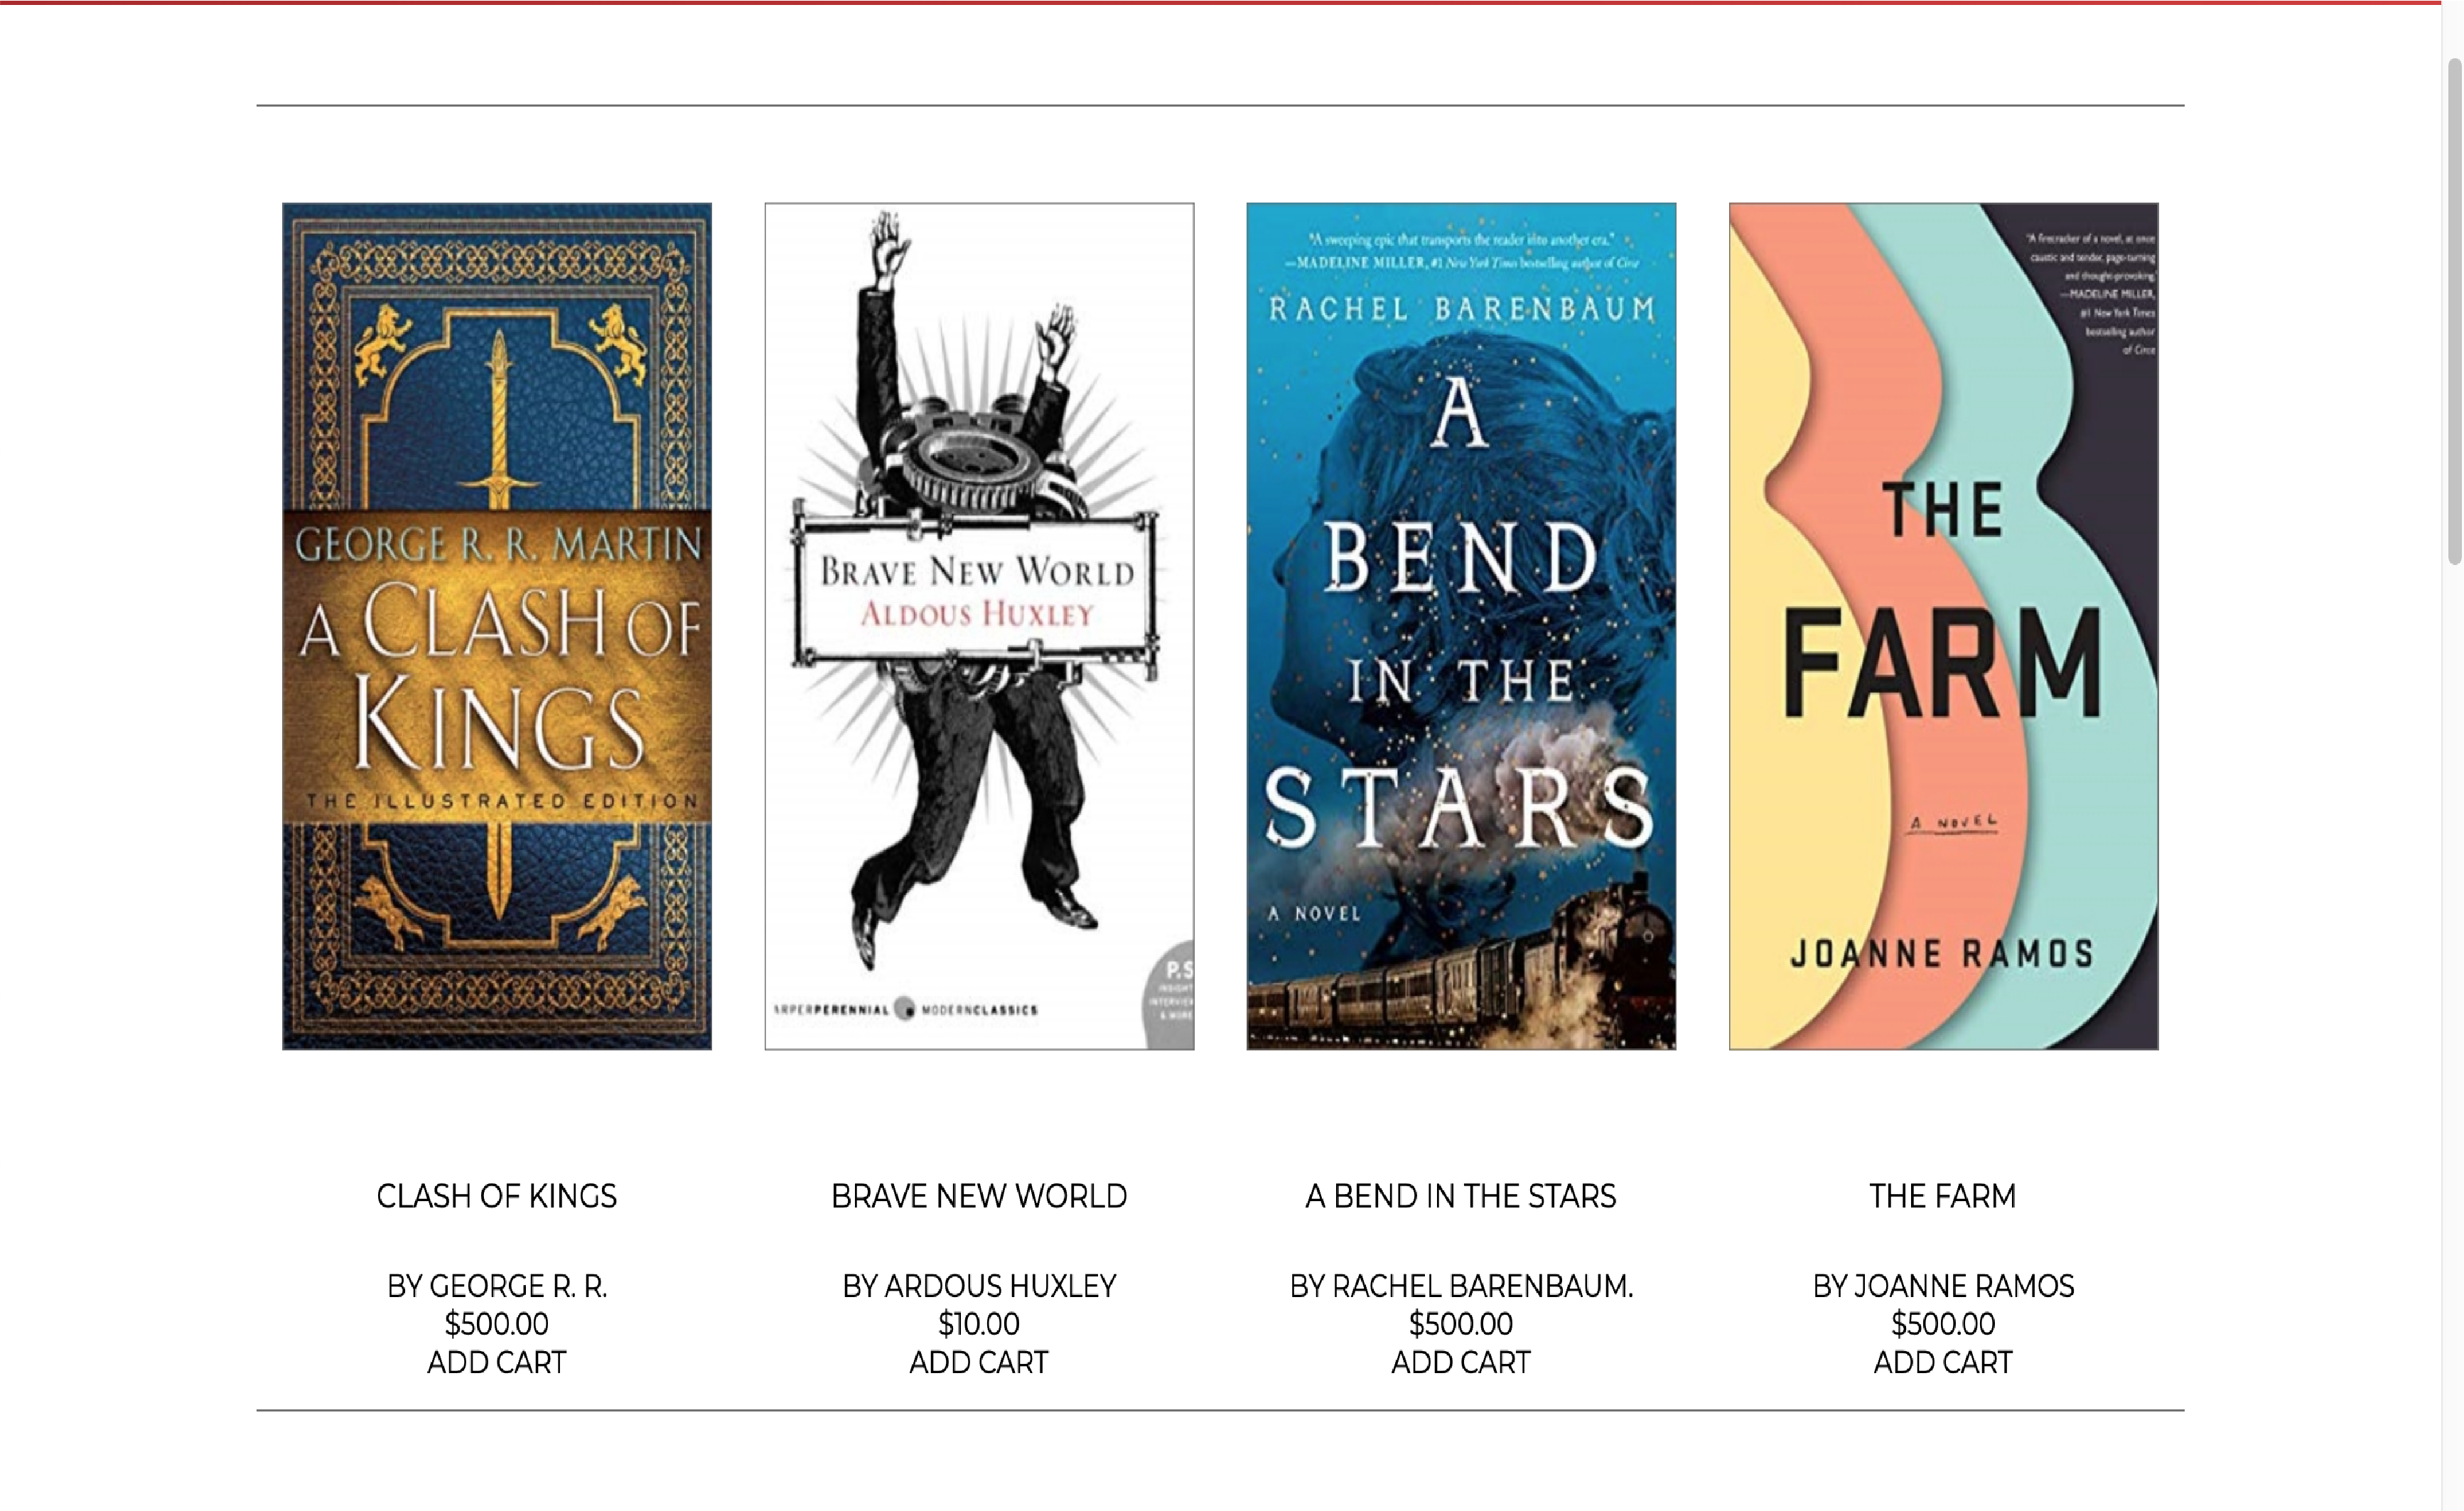 GEORGE R. R. MARTIN
A CLASH OF
KINGS
THE ILLUSTRATED EDITION
BRAVE NEW WORLD
ALDOUS HUXLEY
ARPERPERENNIAL MODERNCLASSICS
P.S
INSIGHT
INTERVIEW
& MORE
"A sweeping epic that transports the reader into another era."
—MADELINE MILLER, #1 New York Times bestselling author of Circe
RACHEL BARENBAUM
A
BEND
IN THE
STARS
A NOVEL
"A firecracker of a novel, at once
caustic and tender, page-turning
and thought-provoking."
—MADELINE MILLER,
#1 New York Times
bestselling author
of Circe
THE
FARM
A NOVEL
JOANNE RAMOS
CLASH OF KINGS
BY GEORGE R. R.
$500.00
ADD CART
BRAVE NEW WORLD
BY ARDOUS HUXLEY
$10.00
ADD CART
A BEND IN THE STARS
BY RACHEL BARENBAUM.
$500.00
ADD CART
THE FARM
BY JOANNE RAMOS
$500.00
ADD CART